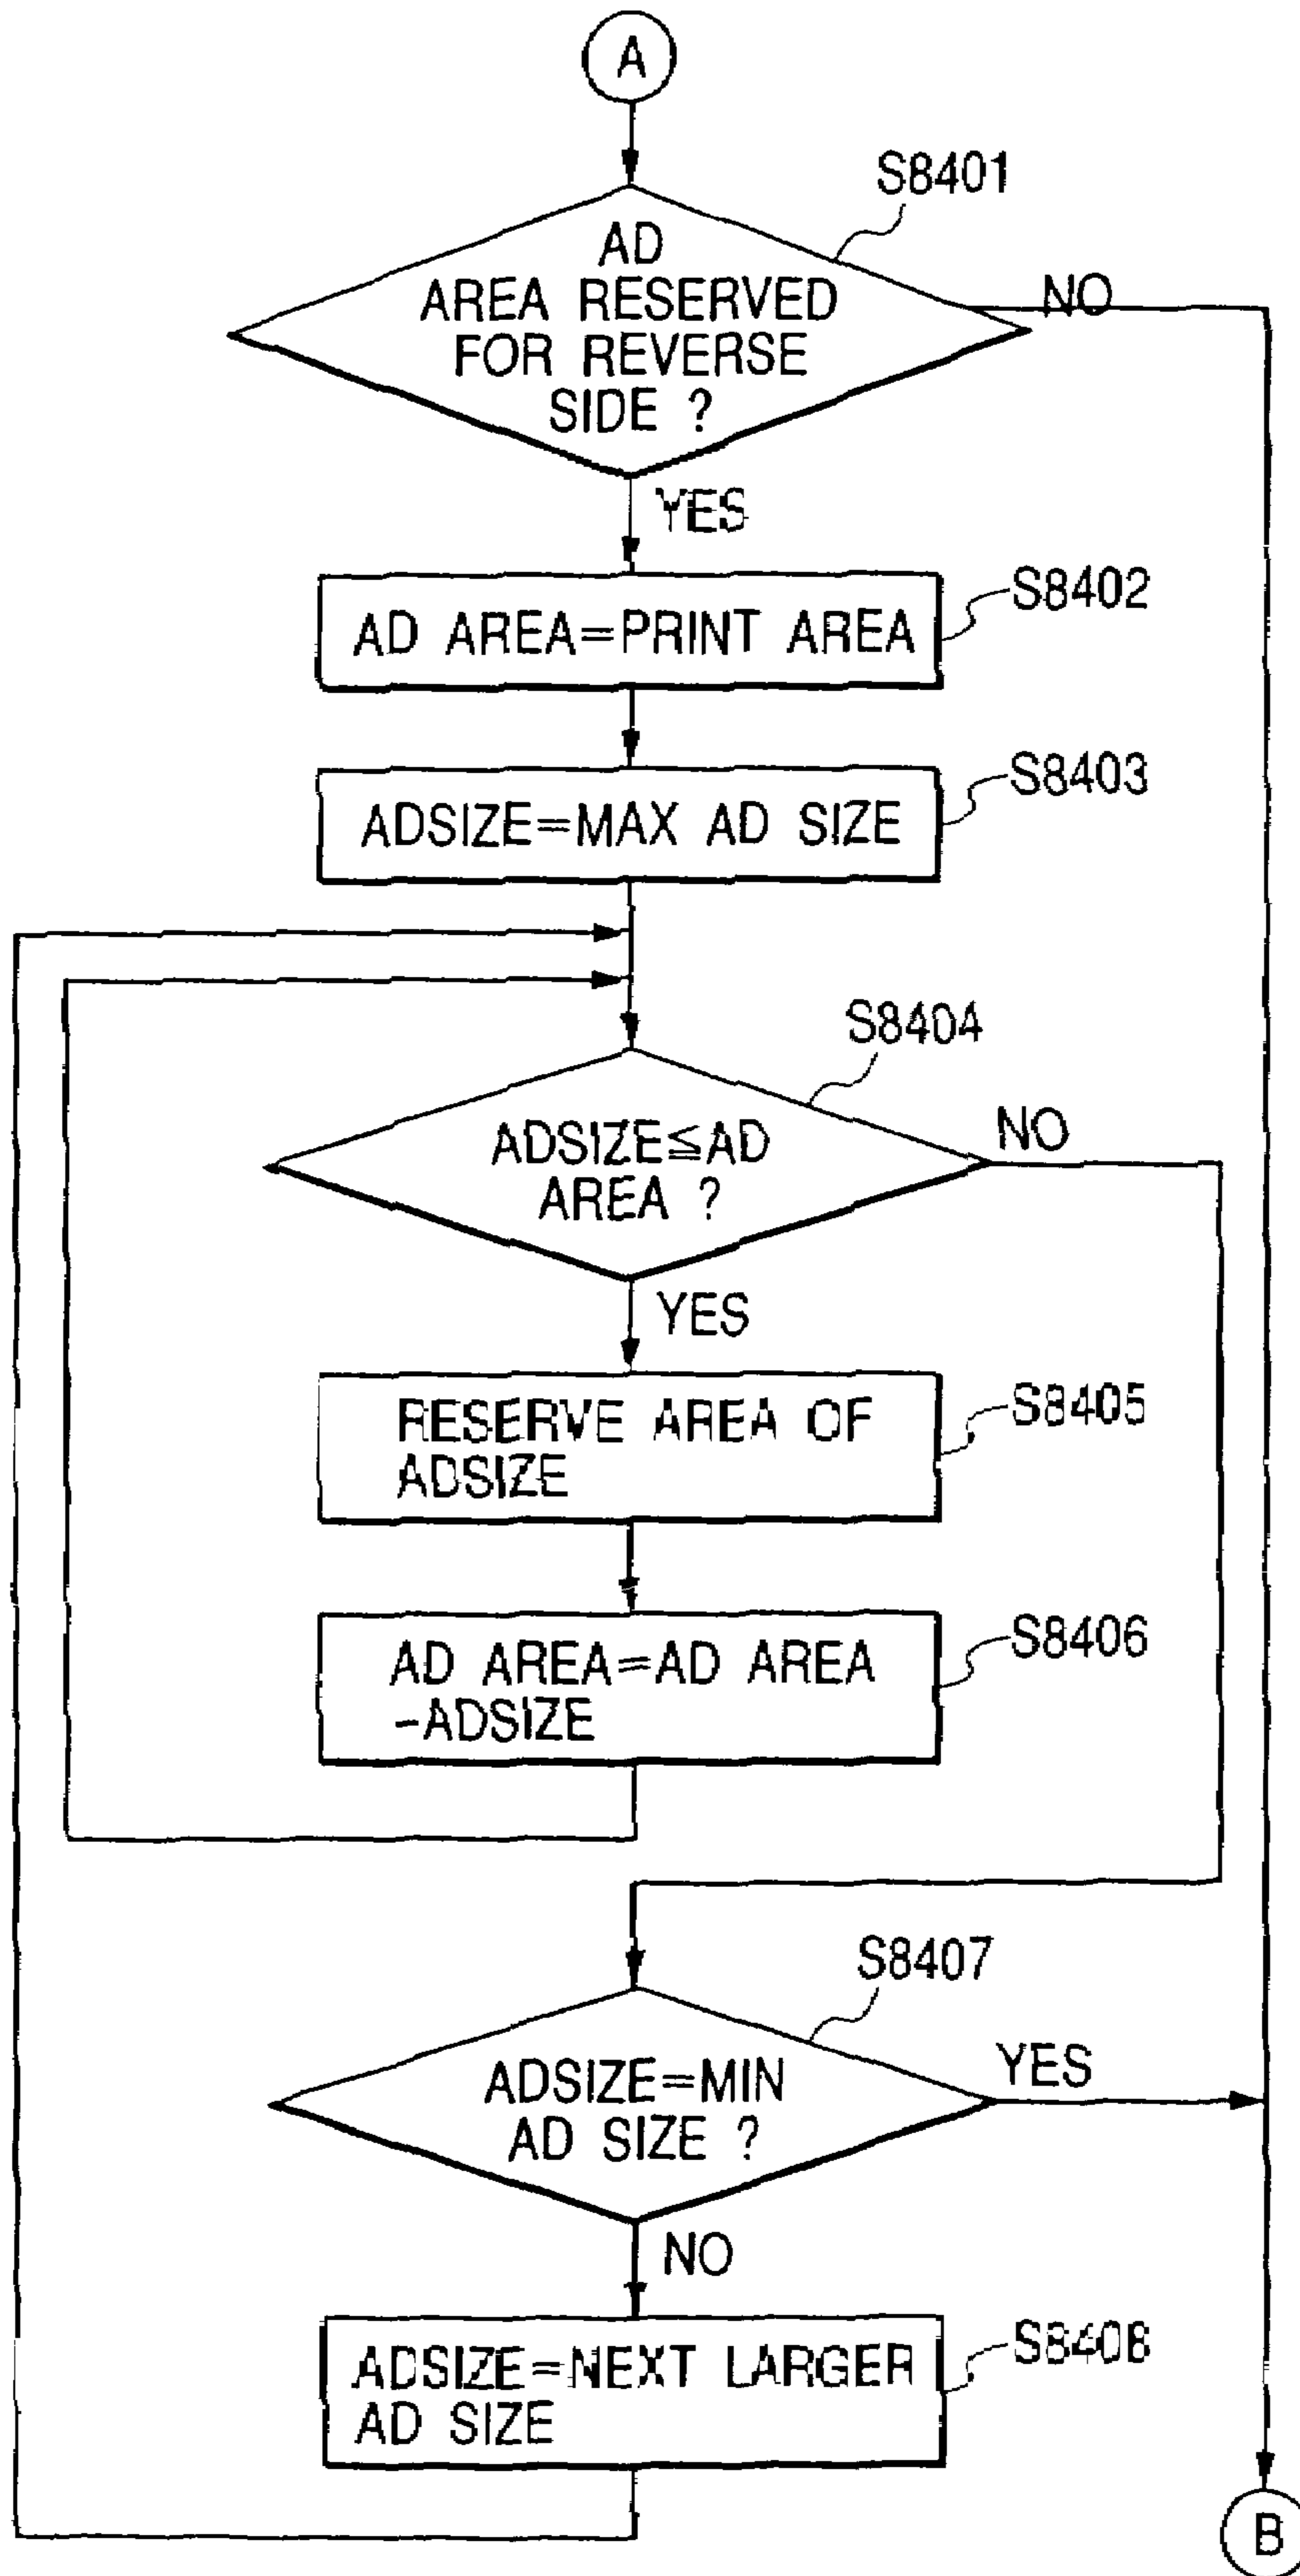 A
S8401
AD
AREA RESERVED
FOR REVERSE
SIDE ?
NO
YES
AD AREA=PRINT AREA
S8402
ADSIZE=MAX AD SIZE
S8403
S8404
ADSIZE≦AD
AREA ?
NO
YES
RESERVE AREA OF
ADSIZE
S8405
AD AREA=AD AREA
-ADSIZE
S8406
S8407
ADSIZE=MIN
AD SIZE ?
YES
NO
ADSIZE=NEXT LARGER
AD SIZE
S8408
B